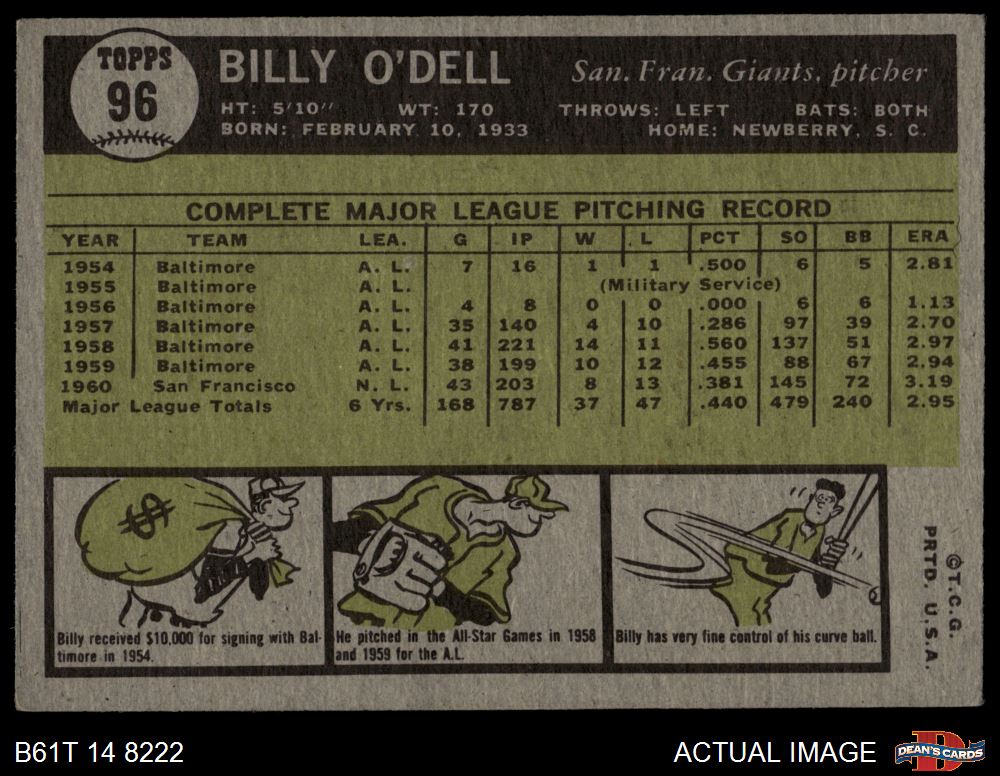 TOPPS
96
BILLY O'DELL
San. Fran. Giants, pitcher
HT: 5'10" WT: 170 THROWS: LEFT BATS: BOTH
BORN: FEBRUARY 10, 1933 HOME: NEWBERRY, S. C.
COMPLETE MAJOR LEAGUE PITCHING RECORD
YEAR TEAM LEA. G IP W L PCT SO BB ERA
1954 Baltimore A. L. 7 16 1 1 .500 6 5 2.81
1955 Baltimore A. L. (Military Service)
1956 Baltimore A. L. 4 8 0 0 .000 6 6 1.13
1957 Baltimore A. L. 35 140 4 10 .286 97 39 2.70
1958 Baltimore A. L. 41 221 14 11 .560 137 51 2.97
1959 Baltimore A. L. 38 199 10 12 .455 88 67 2.94
1960 San Francisco N. L. 43 203 8 13 .381 145 72 3.19
Major League Totals 6 Yrs. 168 787 37 47 .440 479 240 2.95
$
Billy received $10,000 for signing with Bal-
timore in 1954.
He pitched in the All-Star Games in 1958
and 1959 for the A.L.
Billy has very fine control of his curve ball.
©T.C.G.
PRTD. U.S.A.
B61T 14 8222
ACTUAL IMAGE
DEAN'S CARDS